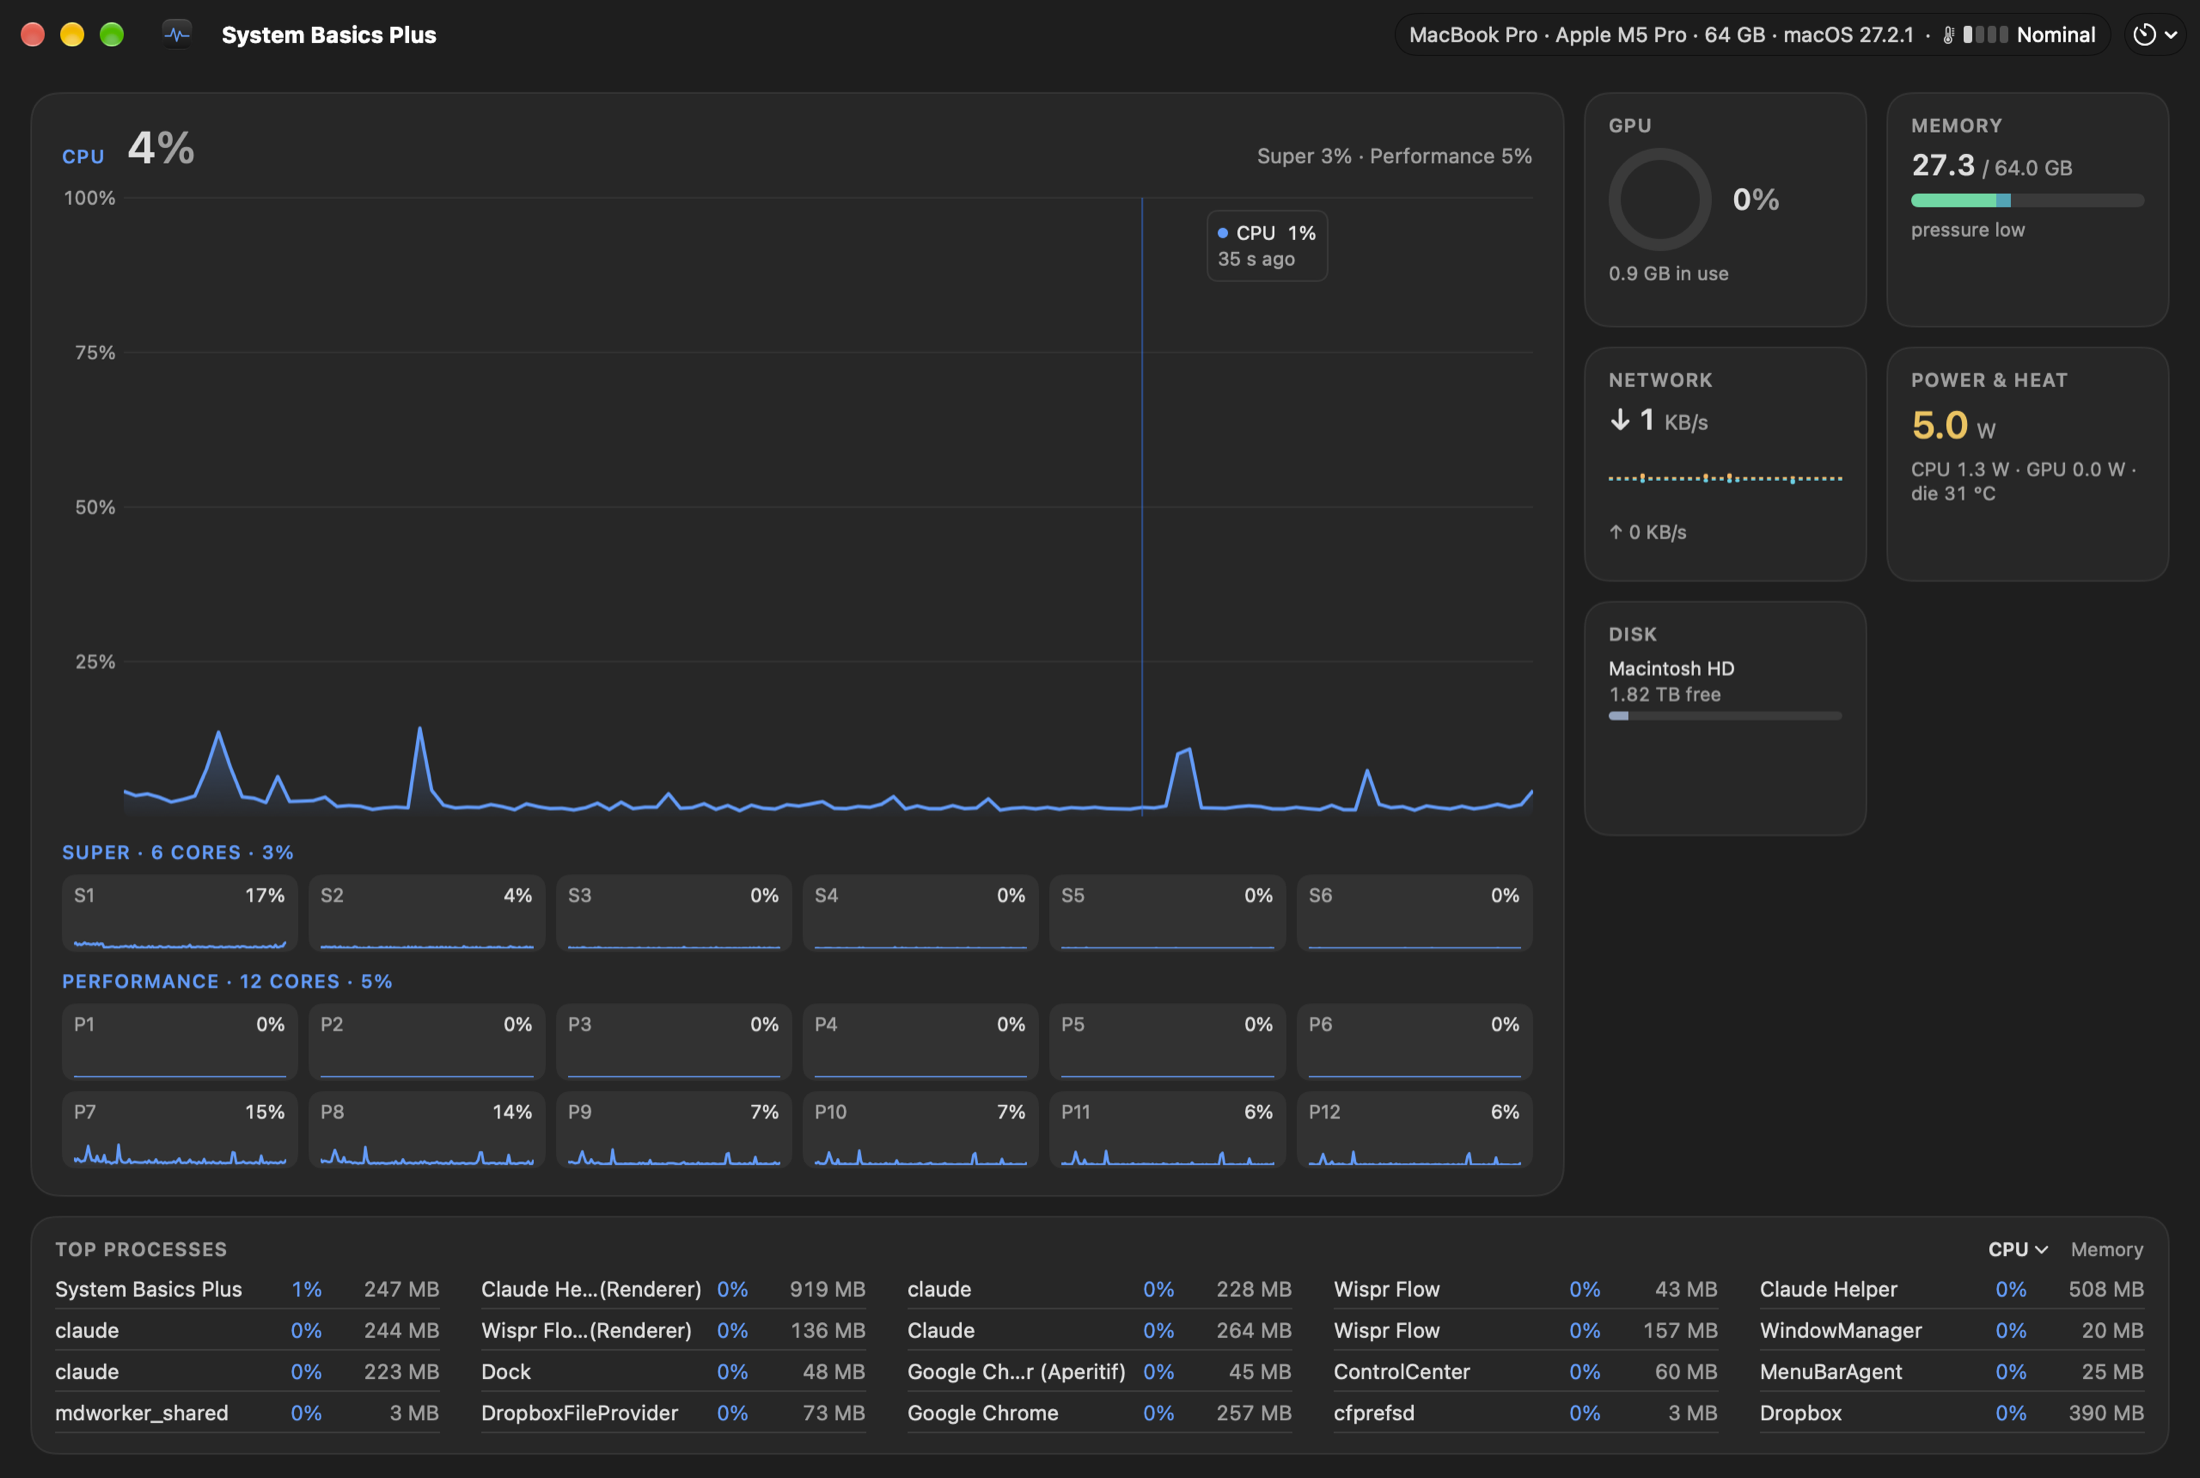 System Basics Plus
MacBook Pro · Apple M5 Pro · 64 GB · macOS 27.2.1 · Nominal
CPU 4%
Super 3% · Performance 5%
100%
75%
50%
25%
CPU 1%
35 s ago
SUPER · 6 CORES · 3%
S1 17%
S2 4%
S3 0%
S4 0%
S5 0%
S6 0%
PERFORMANCE · 12 CORES · 5%
P1 0%
P2 0%
P3 0%
P4 0%
P5 0%
P6 0%
P7 15%
P8 14%
P9 7%
P10 7%
P11 6%
P12 6%
GPU
0%
0.9 GB in use
MEMORY
27.3 / 64.0 GB
pressure low
NETWORK
↓ 1 KB/s
↑ 0 KB/s
POWER & HEAT
5.0 W
CPU 1.3 W · GPU 0.0 W ·
die 31 °C
DISK
Macintosh HD
1.82 TB free
TOP PROCESSES
CPU Memory
System Basics Plus 1% 247 MB
claude 0% 244 MB
claude 0% 223 MB
mdworker_shared 0% 3 MB
Claude He...(Renderer) 0% 919 MB
Wispr Flo...(Renderer) 0% 136 MB
Dock 0% 48 MB
DropboxFileProvider 0% 73 MB
claude 0% 228 MB
Claude 0% 264 MB
Google Ch...r (Aperitif) 0% 45 MB
Google Chrome 0% 257 MB
Wispr Flow 0% 43 MB
Wispr Flow 0% 157 MB
ControlCenter 0% 60 MB
cfprefsd 0% 3 MB
Claude Helper 0% 508 MB
WindowManager 0% 20 MB
MenuBarAgent 0% 25 MB
Dropbox 0% 390 MB